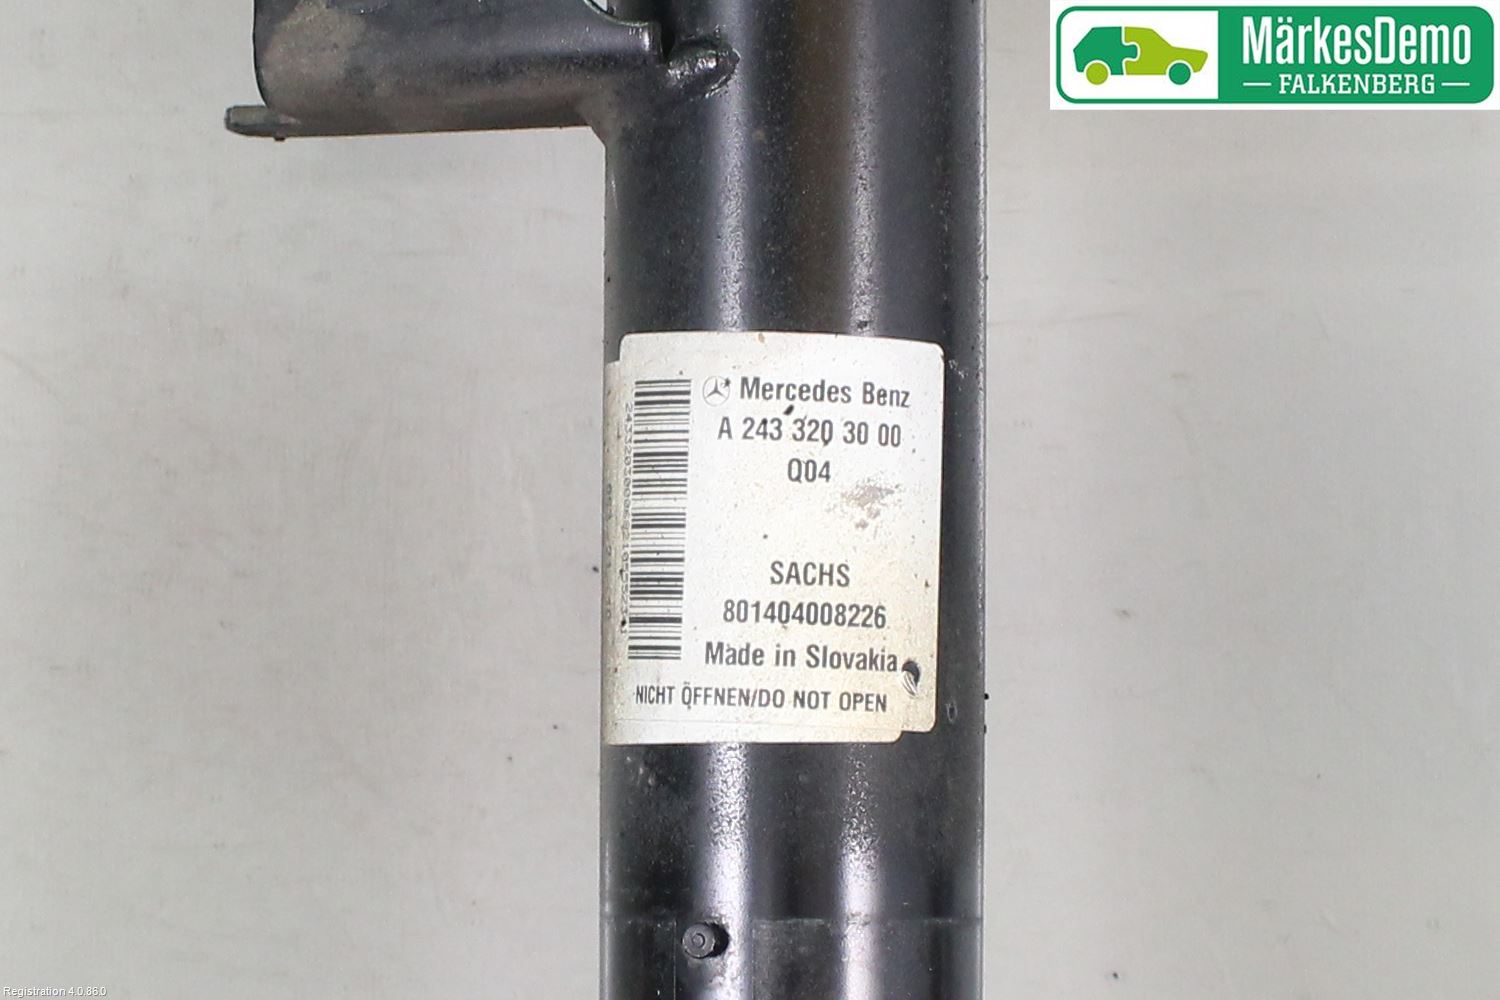 MärkesDemo
FALKENBERG
Mercedes Benz
A 243 320 30 00
Q04
SACHS
801404008226
Made in Slovakia
NICHT ÖFFNEN/DO NOT OPEN
Registration 4.0.86.0